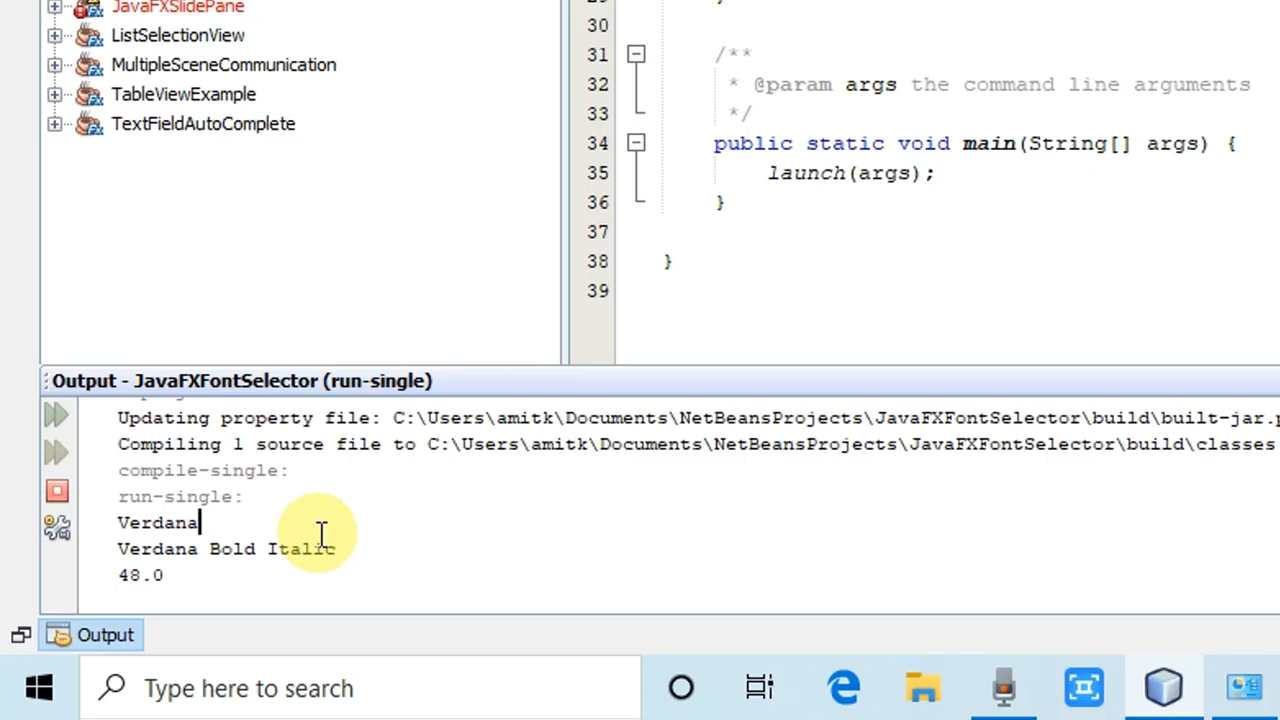 JavaFXSlidePane
ListSelectionView
MultipleSceneCommunication
TableViewExample
TextFieldAutoComplete
30
31 /**
32 * @param args the command line arguments
33 */
34 public static void main(String[] args) {
35 launch(args);
36 }
37
38 }
39
Output - JavaFXFontSelector (run-single)
Updating property file: C:\Users\amitk\Documents\NetBeansProjects\JavaFXFontSelector\build\built-jar.p
Compiling 1 source file to C:\Users\amitk\Documents\NetBeansProjects\JavaFXFontSelector\build\classes
compile-single:
run-single:
Verdana
Verdana Bold Italic
48.0
Output
Type here to search